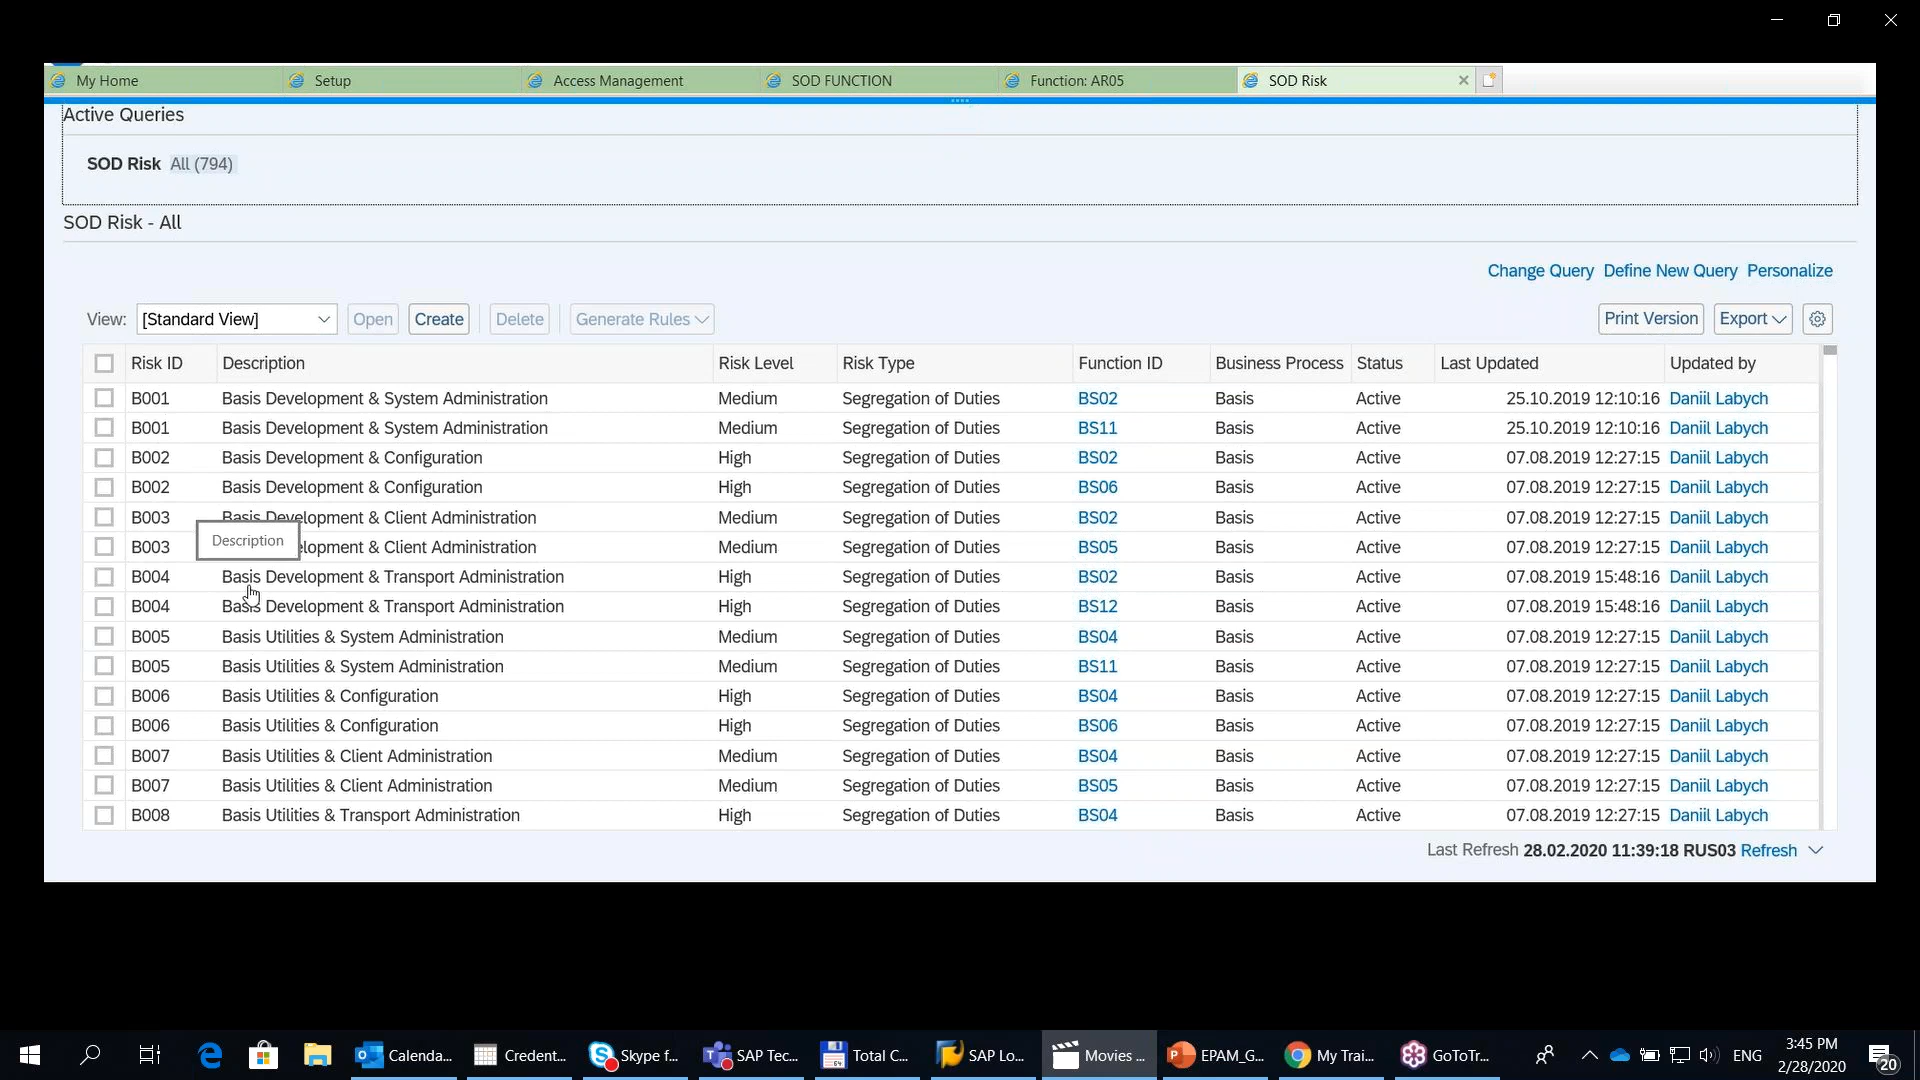 My Home Setup Access Management SOD FUNCTION Function: AR05 SOD Risk
Active Queries
SOD Risk All (794)
SOD Risk - All
Change Query Define New Query Personalize
View: [Standard View] Open Create Delete Generate Rules Print Version Export
Risk ID Description Risk Level Risk Type Function ID Business Process Status Last Updated Updated by
B001 Basis Development & System Administration Medium Segregation of Duties BS02 Basis Active 25.10.2019 12:10:16 Daniil Labych
B001 Basis Development & System Administration Medium Segregation of Duties BS11 Basis Active 25.10.2019 12:10:16 Daniil Labych
B002 Basis Development & Configuration High Segregation of Duties BS02 Basis Active 07.08.2019 12:27:15 Daniil Labych
B002 Basis Development & Configuration High Segregation of Duties BS06 Basis Active 07.08.2019 12:27:15 Daniil Labych
B003 Basis Development & Client Administration Medium Segregation of Duties BS02 Basis Active 07.08.2019 12:27:15 Daniil Labych
Description
B003 lopment & Client Administration Medium Segregation of Duties BS05 Basis Active 07.08.2019 12:27:15 Daniil Labych
B004 Basis Development & Transport Administration High Segregation of Duties BS02 Basis Active 07.08.2019 15:48:16 Daniil Labych
B004 Basis Development & Transport Administration High Segregation of Duties BS12 Basis Active 07.08.2019 15:48:16 Daniil Labych
B005 Basis Utilities & System Administration Medium Segregation of Duties BS04 Basis Active 07.08.2019 12:27:15 Daniil Labych
B005 Basis Utilities & System Administration Medium Segregation of Duties BS11 Basis Active 07.08.2019 12:27:15 Daniil Labych
B006 Basis Utilities & Configuration High Segregation of Duties BS04 Basis Active 07.08.2019 12:27:15 Daniil Labych
B006 Basis Utilities & Configuration High Segregation of Duties BS06 Basis Active 07.08.2019 12:27:15 Daniil Labych
B007 Basis Utilities & Client Administration Medium Segregation of Duties BS04 Basis Active 07.08.2019 12:27:15 Daniil Labych
B007 Basis Utilities & Client Administration Medium Segregation of Duties BS05 Basis Active 07.08.2019 12:27:15 Daniil Labych
B008 Basis Utilities & Transport Administration High Segregation of Duties BS04 Basis Active 07.08.2019 12:27:15 Daniil Labych
Last Refresh 28.02.2020 11:39:18 RUS03 Refresh
Calenda... Credent... Skype f... SAP Tec... Total C... SAP Lo... Movies ... EPAM_G... My Trai... GoToTr... ENG 3:45 PM
2/28/2020 20